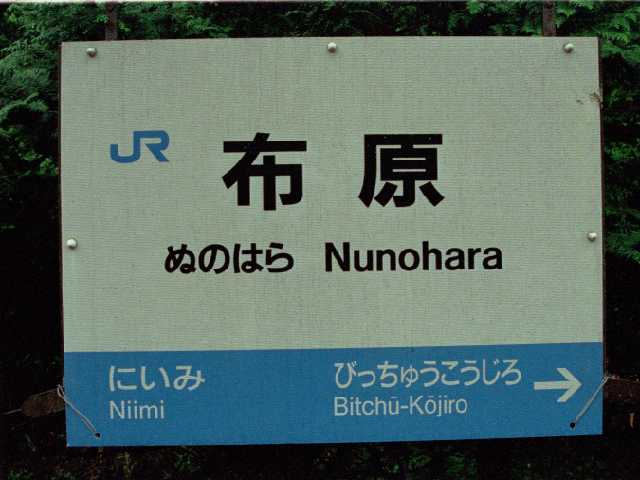 JR
布原
ぬのはら Nunohara
にいみ びっちゅうこうじろ
Niimi Bitchū-Kōjiro